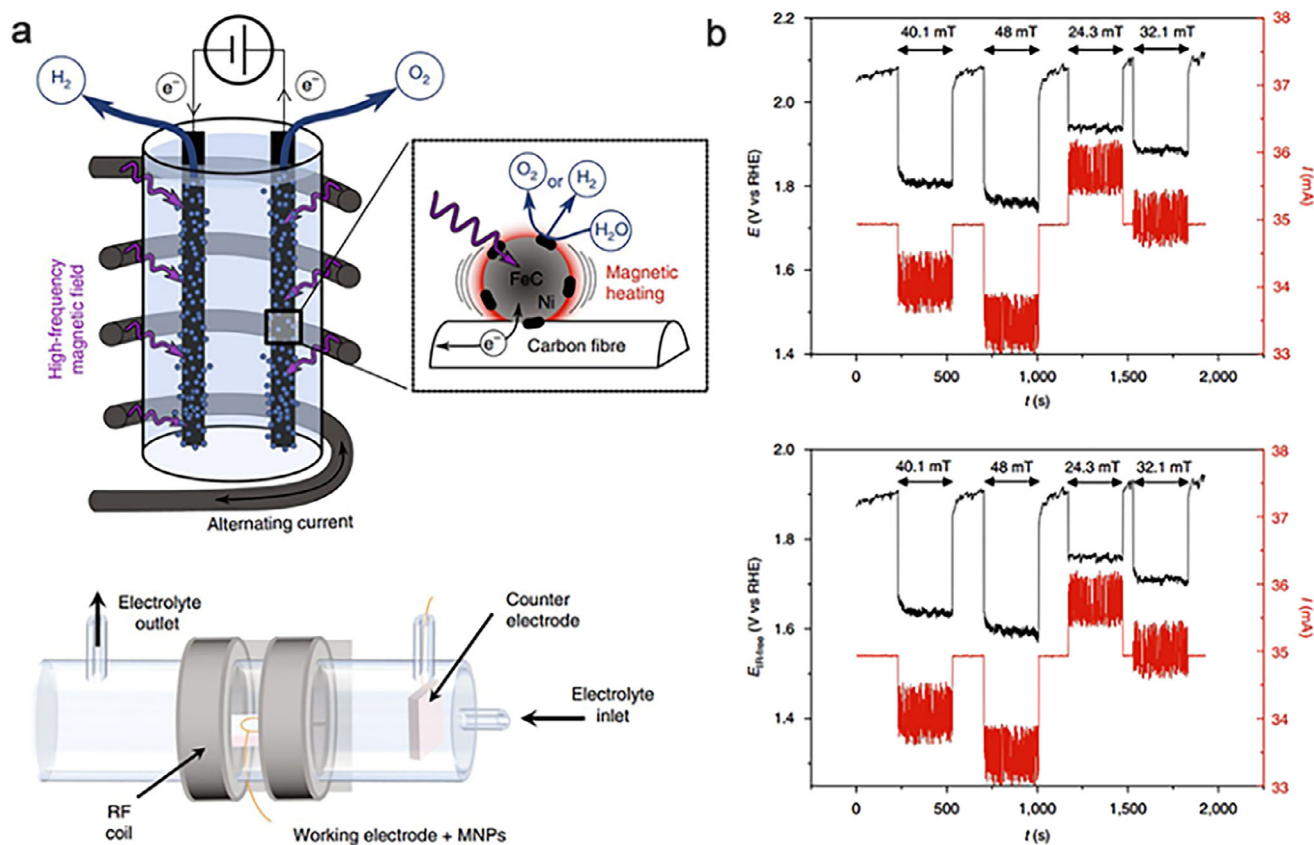 a
H₂
e⁻
e⁻
O₂
High-frequency
magnetic field
O₂
or
H₂
H₂O
FeC
Ni
Magnetic
heating
e⁻
Carbon fibre
Alternating current
Electrolyte
outlet
Counter
electrode
Electrolyte
inlet
RF
coil
Working electrode + MNPs
b
40.1 mT
48 mT
24.3 mT
32.1 mT
2.2
2.0
1.8
1.6
1.4
E (V vs RHE)
38
37
36
35
34
33
I (mA)
0
500
1,000
1,500
2,000
t (s)
40.1 mT
48 mT
24.3 mT
32.1 mT
2.0
1.8
1.6
1.4
E_IR-free (V vs RHE)
38
37
36
35
34
33
I (mA)
0
500
1,000
1,500
2,000
t (s)